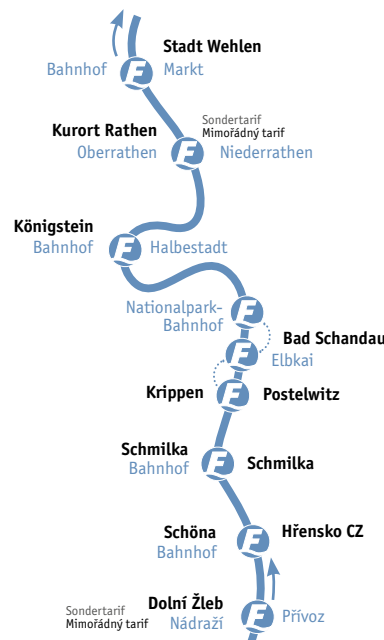 Stadt Wehlen
Bahnhof F Markt
Sondertarif
Mimořádný tarif
Kurort Rathen
Oberrathen F Niederrathen
Königstein
Bahnhof F Halbestadt
Nationalpark-
Bahnhof F
Bad Schandau
F Elbkai
Krippen F Postelwitz
Schmilka
Bahnhof F Schmilka
Schöna F Hřensko CZ
Bahnhof
Sondertarif
Mimořádný tarif
Dolní Žleb
Nádraží F Přívoz